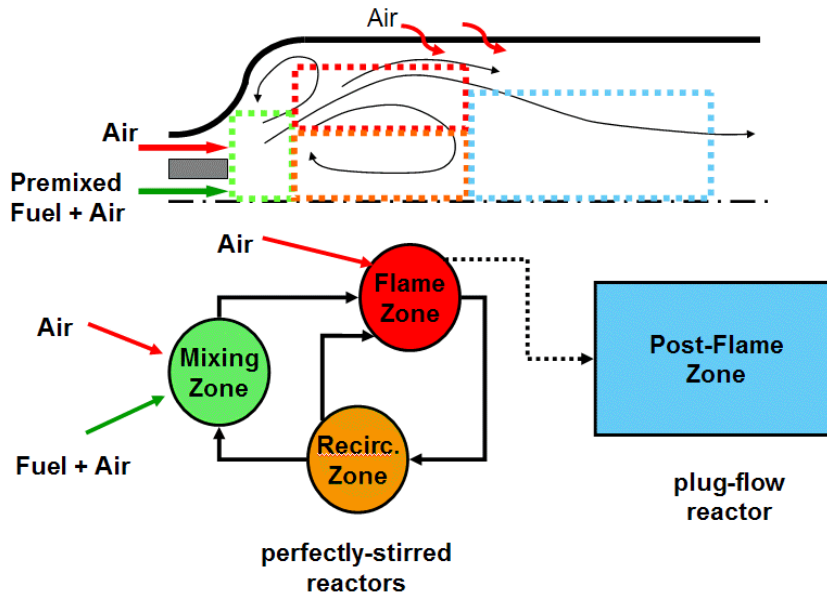 Air
Air
Premixed
Fuel + Air
Air
Flame
Zone
Air
Mixing
Zone
Post-Flame
Zone
Fuel + Air
Recirc.
Zone
plug-flow
reactor
perfectly-stirred
reactors